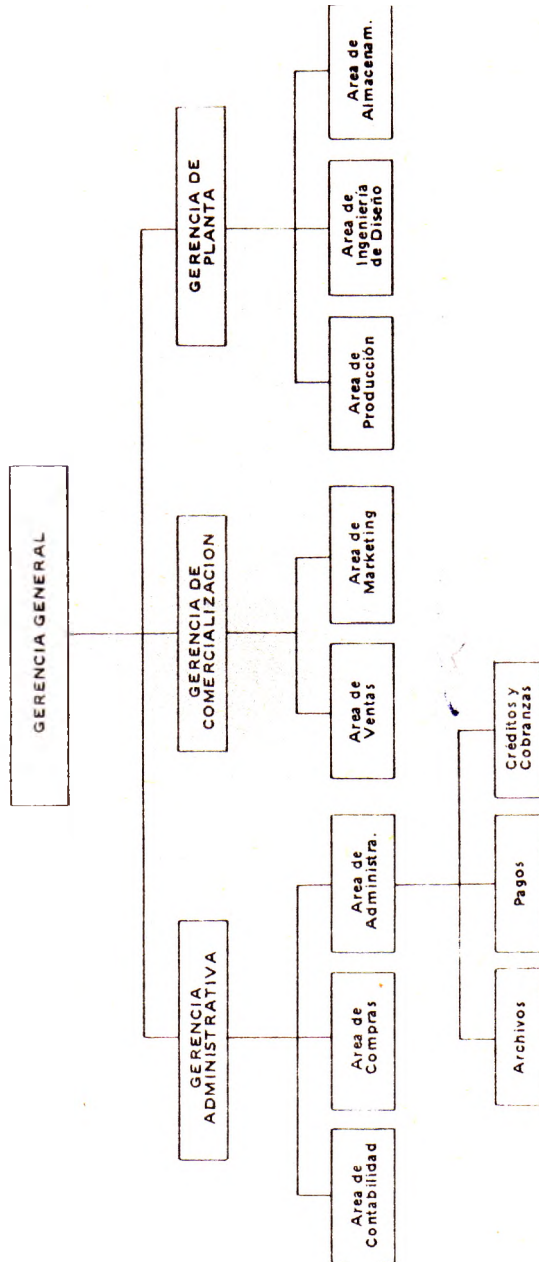 GERENCIA GENERAL
GERENCIA
ADMINISTRATIVA
GERENCIA DE
COMERCIALIZACION
GERENCIA DE
PLANTA
Area de
Contabilidad
Area de
Compras
Area de
Administra.
Area de
Ventas
Area de
Marketing
Area de
Producción
Area de
Ingeniería
de Diseño
Area de
Almacenam.
Archivos
Pagos
Créditos y
Cobranzas